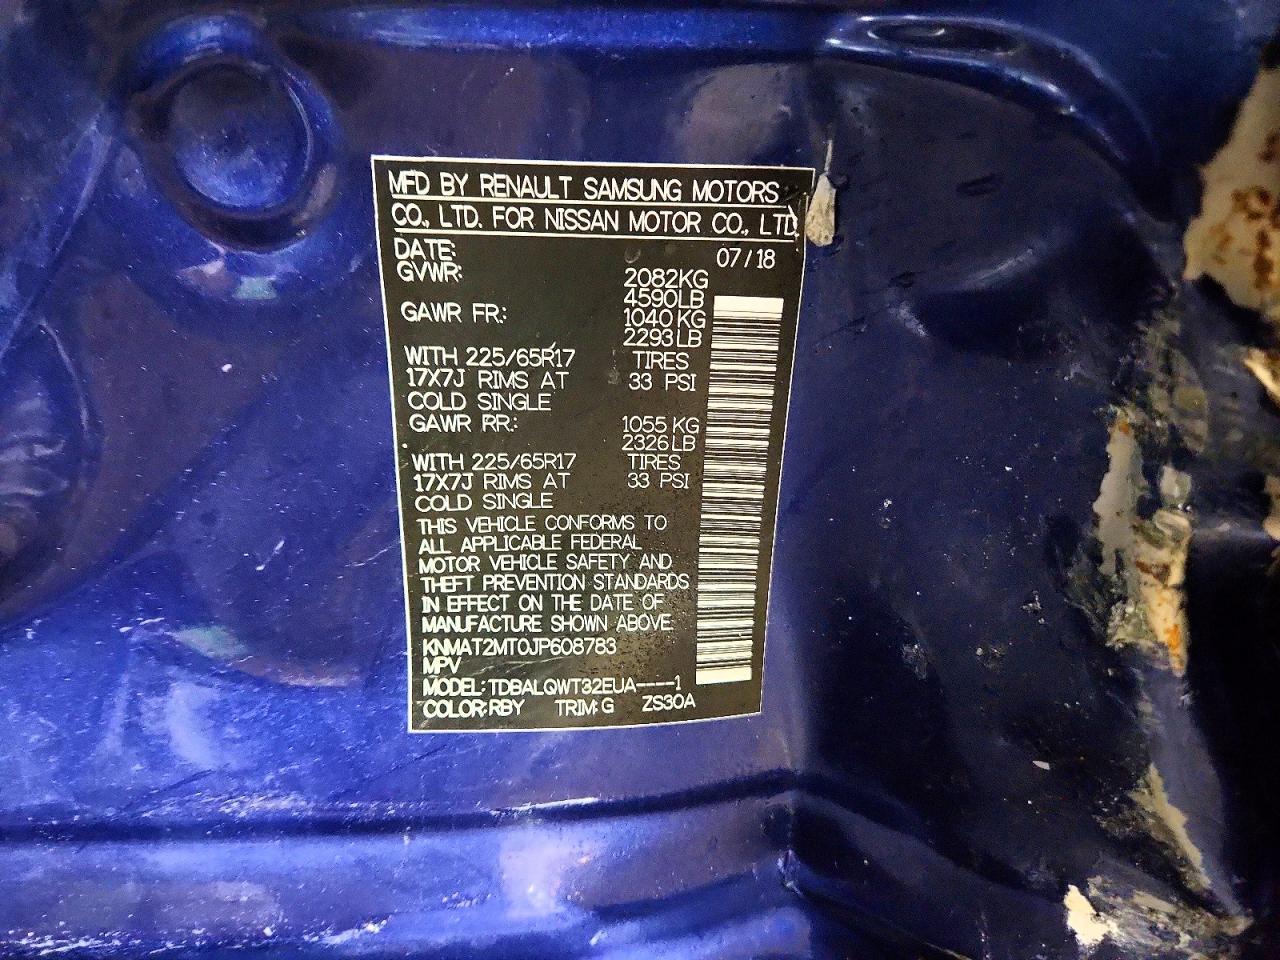 MFD BY RENAULT SAMSUNG MOTORS
CO., LTD. FOR NISSAN MOTOR CO., LTD.
DATE: 07/18
GVWR: 2082KG
4590LB
GAWR FR.: 1040 KG
2293LB
WITH 225/65R17 TIRES
17X7J RIMS AT 33 PSI
COLD SINGLE
GAWR RR.: 1055 KG
2326LB
WITH 225/65R17 TIRES
17X7J RIMS AT 33 PSI
COLD SINGLE
THIS VEHICLE CONFORMS TO
ALL APPLICABLE FEDERAL
MOTOR VEHICLE SAFETY AND
THEFT PREVENTION STANDARDS
IN EFFECT ON THE DATE OF
MANUFACTURE SHOWN ABOVE.
KNMAT2MT0JP608783
MPV
MODEL: TDBALQWT32EUA----1
COLOR:RBY TRIM:G ZS30A